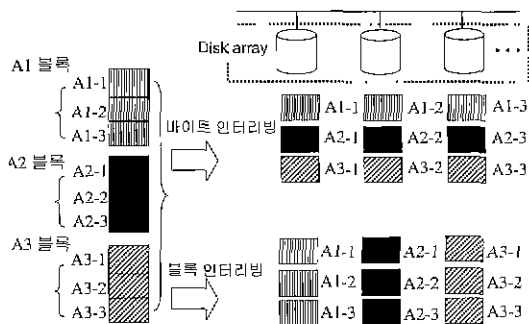 Disk array
A1 블록
A1-1
A1-2
A1-3
A2 블록
A2-1
A2-2
A2-3
A3 블록
A3-1
A3-2
A3-3
바이트 인터리빙
A1-1 A1-2 A1-3
A2-1 A2-2 A2-3
A3-1 A3-2 A3-3
블록 인터리빙
A1-1 A2-1 A3-1
A1-2 A2-2 A3-2
A1-3 A2-3 A3-3